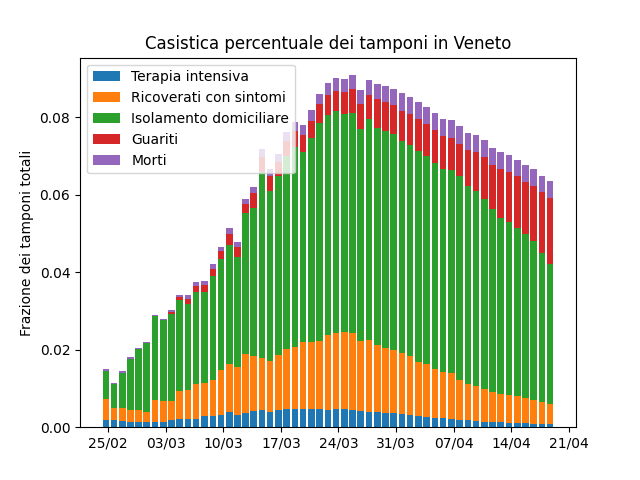 Casistica percentuale dei tamponi in Veneto
Terapia intensiva
Ricoverati con sintomi
Isolamento domiciliare
Guariti
Morti
Frazione dei tamponi totali
0.08
0.06
0.04
0.02
0.00
25/02 03/03 10/03 17/03 24/03 31/03 07/04 14/04 21/04